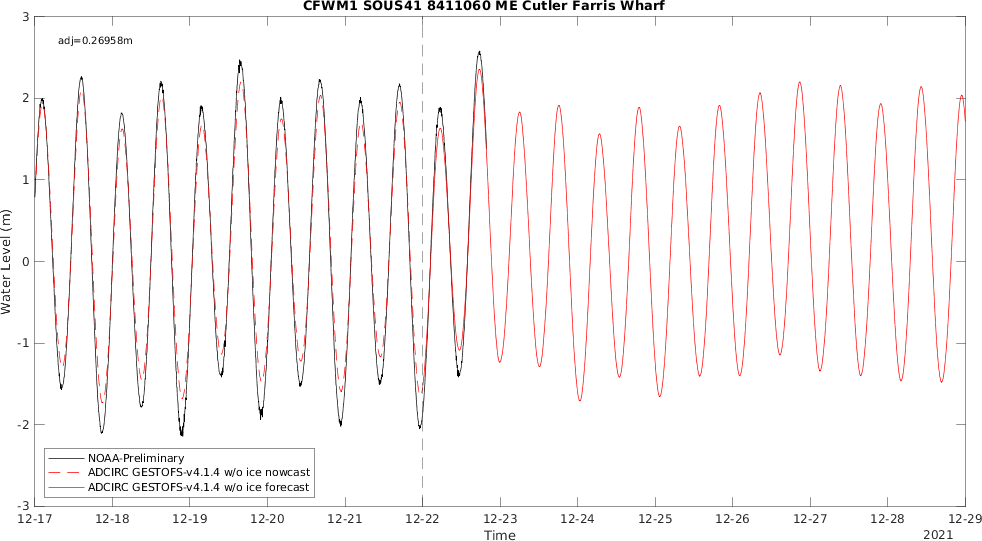 CFWM1 SOUS41 8411060 ME Cutler Farris Wharf
adj=0.26958m
3
2
1
0
-1
-2
-3
Water Level (m)
NOAA-Preliminary
ADCIRC GESTOFS-v4.1.4 w/o ice nowcast
ADCIRC GESTOFS-v4.1.4 w/o ice forecast
12-17 12-18 12-19 12-20 12-21 12-22 12-23 12-24 12-25 12-26 12-27 12-28 12-29
Time
2021